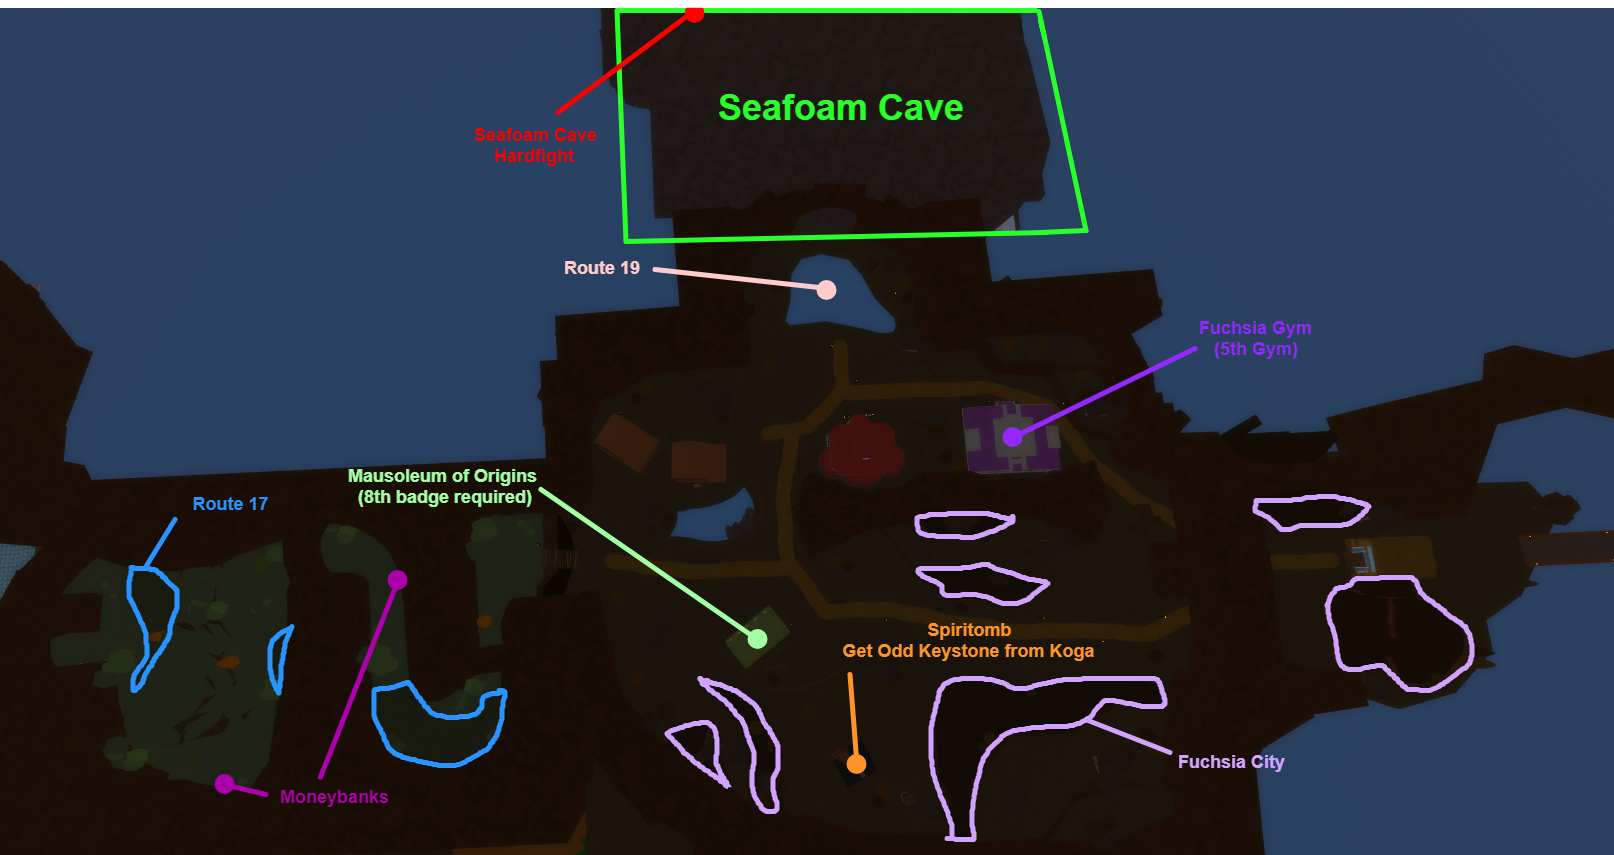 Seafoam Cave
Seafoam Cave
Hardfight
Route 19
Fuchsia Gym
(5th Gym)
Mausoleum of Origins
(8th badge required)
Route 17
Spiritomb
Get Odd Keystone from Koga
Fuchsia City
Moneybanks